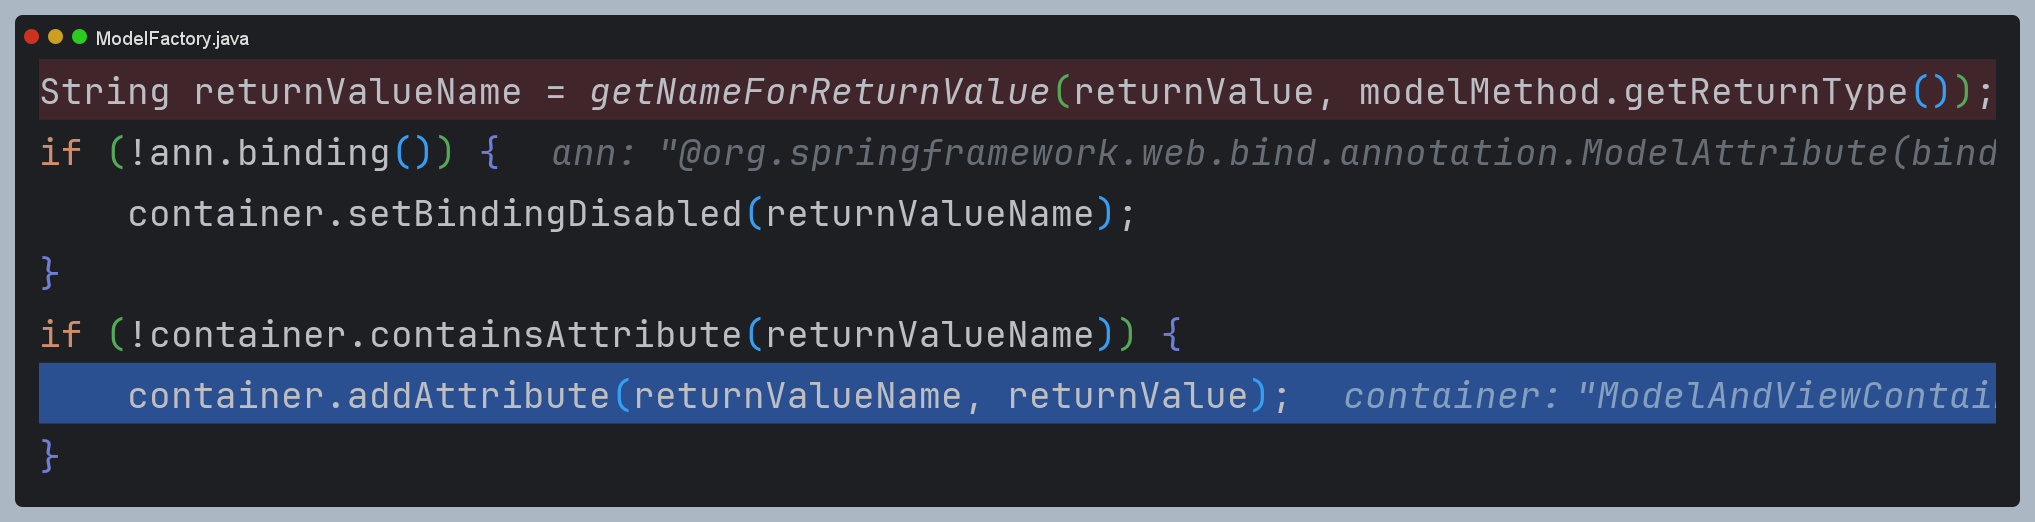 ModelFactory.java
String returnValueName = getNameForReturnValue(returnValue, modelMethod.getReturnType());
if (!ann.binding()) {  ann: "@org.springframework.web.bind.annotation.ModelAttribute(bind
    container.setBindingDisabled(returnValueName);
}
if (!container.containsAttribute(returnValueName)) {
    container.addAttribute(returnValueName, returnValue);  container: "ModelAndViewContai
}